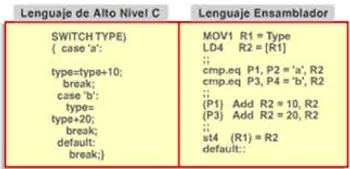 Lenguaje de Alto Nivel C
SWITCH TYPE)
{ case 'a':
type=type+10;
break;
case 'b':
type=
type+20;
break;
default:
break;}
Lenguaje Ensamblador
MOV1 R1 = Type
LD4 R2 = [R1]
;;
cmp.eq P1, P2 = 'a', R2
cmp.eq P3, P4 = 'b', R2
;;
(P1) Add R2 = 10, R2
(P3) Add R2 = 20, R2
;;
st4 (R1) = R2
default::